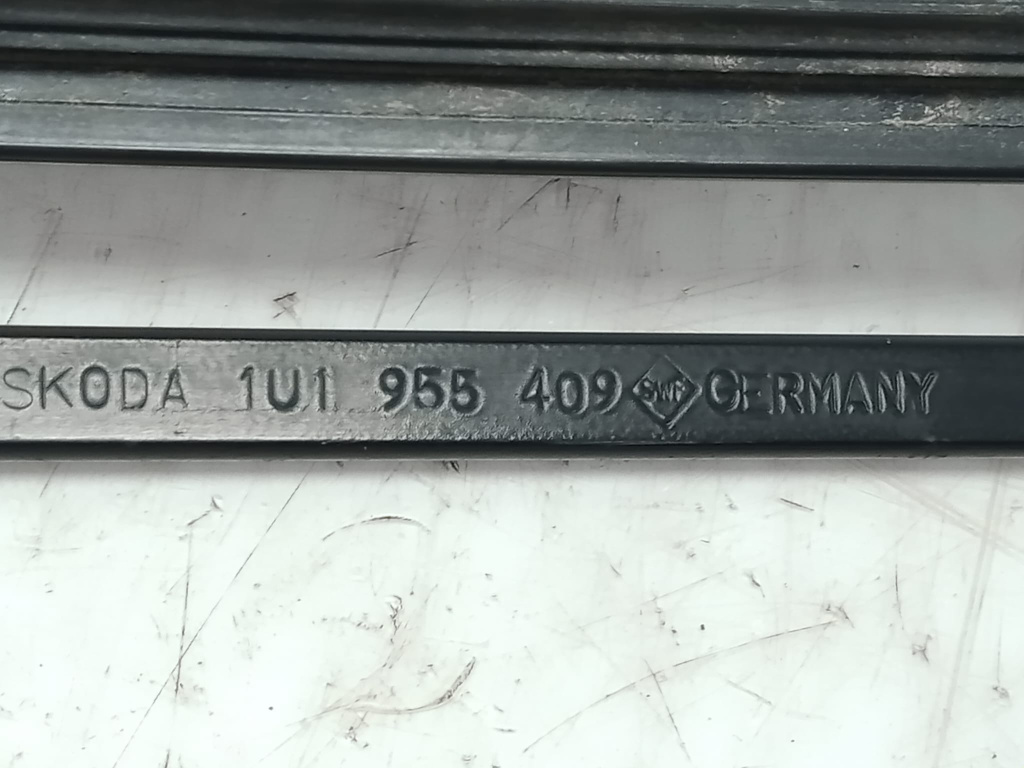 SKODA 1U1 955 409 SWF GERMANY